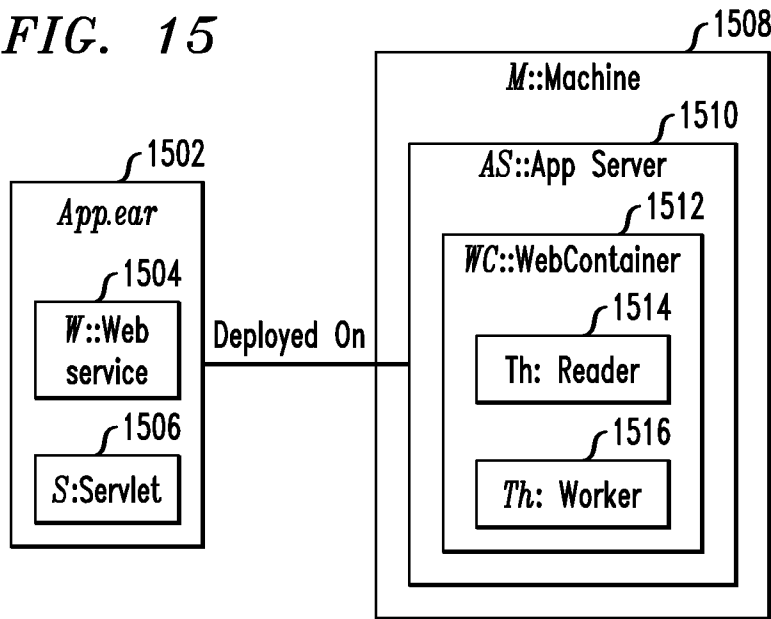 FIG. 15
1508
M::Machine
1510
AS::App Server
1502
App.ear
1512
WC::WebContainer
1504
W::Web
service
Deployed On
1514
Th: Reader
1506
S:Servlet
1516
Th: Worker